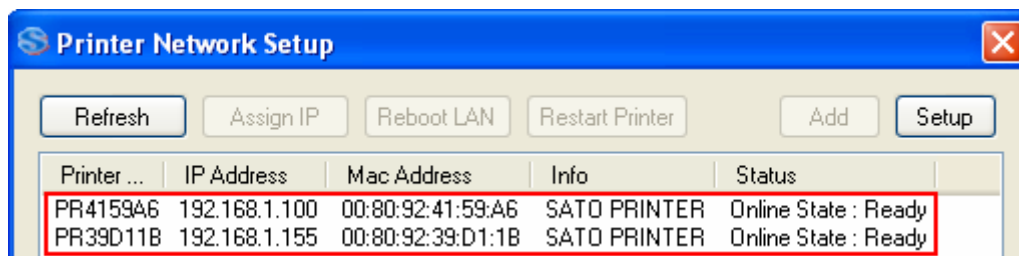 Printer Network Setup
Refresh Assign IP Reboot LAN Restart Printer Add Setup
Printer ... IP Address Mac Address Info Status
PR4159A6 192.168.1.100 00:80:92:41:59:A6 SATO PRINTER Online State : Ready
PR39D11B 192.168.1.155 00:80:92:39:D1:1B SATO PRINTER Online State : Ready